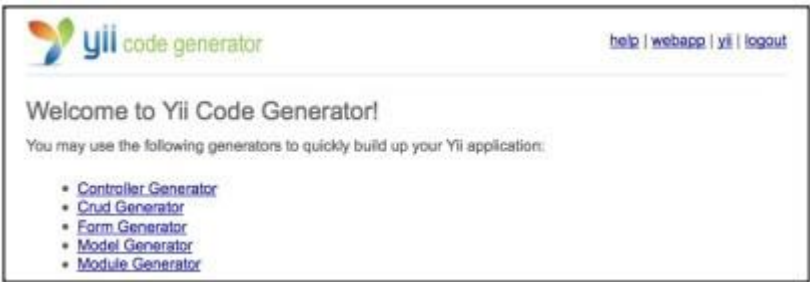 yii code generator
help | webapp | yii | logout
Welcome to Yii Code Generator!
You may use the following generators to quickly build up your Yii application:
• Controller Generator
• Crud Generator
• Form Generator
• Model Generator
• Module Generator